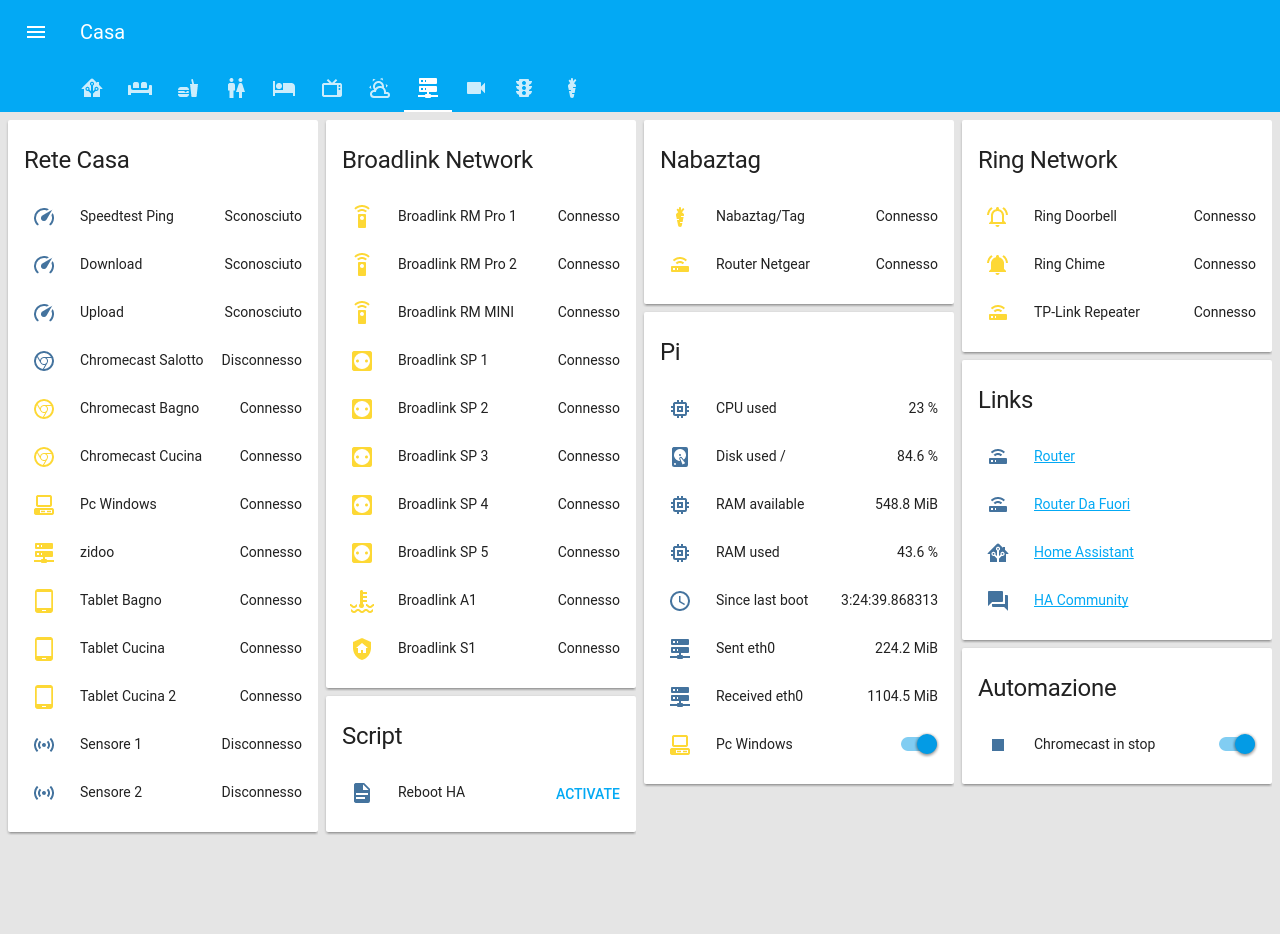 Casa
Rete Casa
Speedtest Ping Sconosciuto
Download Sconosciuto
Upload Sconosciuto
Chromecast Salotto Disconnesso
Chromecast Bagno Connesso
Chromecast Cucina Connesso
Pc Windows Connesso
zidoo Connesso
Tablet Bagno Connesso
Tablet Cucina Connesso
Tablet Cucina 2 Connesso
Sensore 1 Disconnesso
Sensore 2 Disconnesso
Broadlink Network
Broadlink RM Pro 1 Connesso
Broadlink RM Pro 2 Connesso
Broadlink RM MINI Connesso
Broadlink SP 1 Connesso
Broadlink SP 2 Connesso
Broadlink SP 3 Connesso
Broadlink SP 4 Connesso
Broadlink SP 5 Connesso
Broadlink A1 Connesso
Broadlink S1 Connesso
Script
Reboot HA ACTIVATE
Nabaztag
Nabaztag/Tag Connesso
Router Netgear Connesso
Pi
CPU used 23 %
Disk used / 84.6 %
RAM available 548.8 MiB
RAM used 43.6 %
Since last boot 3:24:39.868313
Sent eth0 224.2 MiB
Received eth0 1104.5 MiB
Pc Windows
Ring Network
Ring Doorbell Connesso
Ring Chime Connesso
TP-Link Repeater Connesso
Links
Router
Router Da Fuori
Home Assistant
HA Community
Automazione
Chromecast in stop